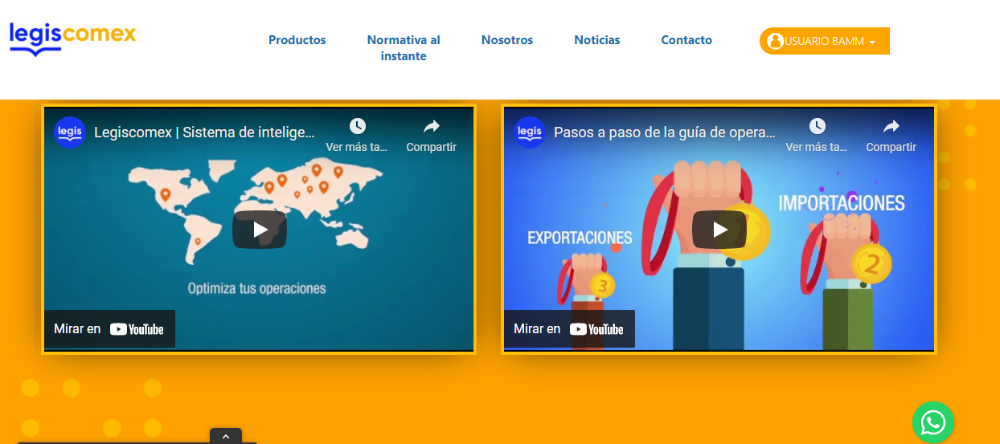 legiscomex
Productos
Normativa al
instante
Nosotros
Noticias
Contacto
USUARIO BAMM
legis
Legiscomex | Sistema de intelige...
Ver más ta...
Compartir
Optimiza tus operaciones
Mirar en YouTube
legis
Pasos a paso de la guía de opera...
Ver más ta...
Compartir
IMPORTACIONES
EXPORTACIONES
1
2
3
Mirar en YouTube